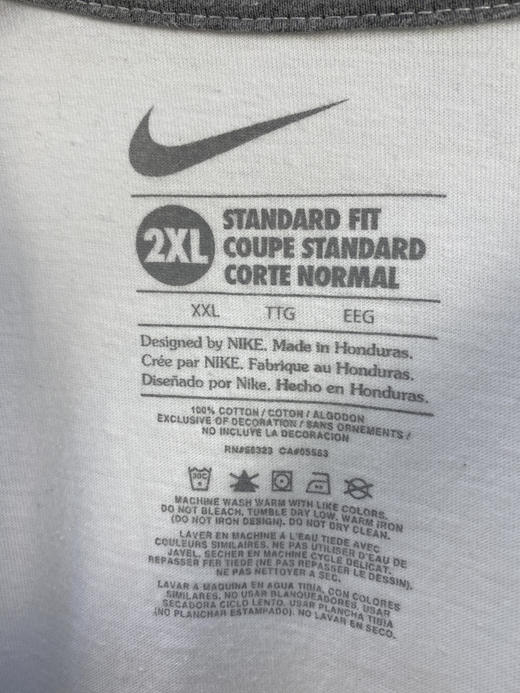 2XL
STANDARD FIT
COUPE STANDARD
CORTE NORMAL
XXL TTG EEG
Designed by NIKE. Made in Honduras.
Crée par NIKE. Fabrique au Honduras.
Diseñado por Nike. Hecho en Honduras.
100% COTTON / COTON / ALGODON
EXCLUSIVE OF DECORATION / SANS ORNEMENTS /
NO INCLUYE LA DECORACION
RN#56323 CA#05553
30C
MACHINE WASH WARM WITH LIKE COLORS.
DO NOT BLEACH, TUMBLE DRY LOW, WARM IRON
(DO NOT IRON DESIGN). DO NOT DRY CLEAN.
LAVER EN MACHINE A L'EAU TIEDE AVEC
COULEURS SIMILAIRES. NE PAS UTILISER D'EAU DE
JAVEL. SECHER EN MACHINE CYCLE DELICAT.
REPASSER FER TIEDE (NE PAS REPASSER LE DESSIN).
NE PAS NETTOYER A SEC.
LAVAR A MAQUINA EN AGUA TIBIA, CON COLORES
SIMILARES. NO USAR BLANQUEADORES. USAR
SECADORA CICLO LENTO. USAR PLANCHA TIBIA
(NO PLANCHAR ESTAMPADO). NO LAVAR EN SECO.